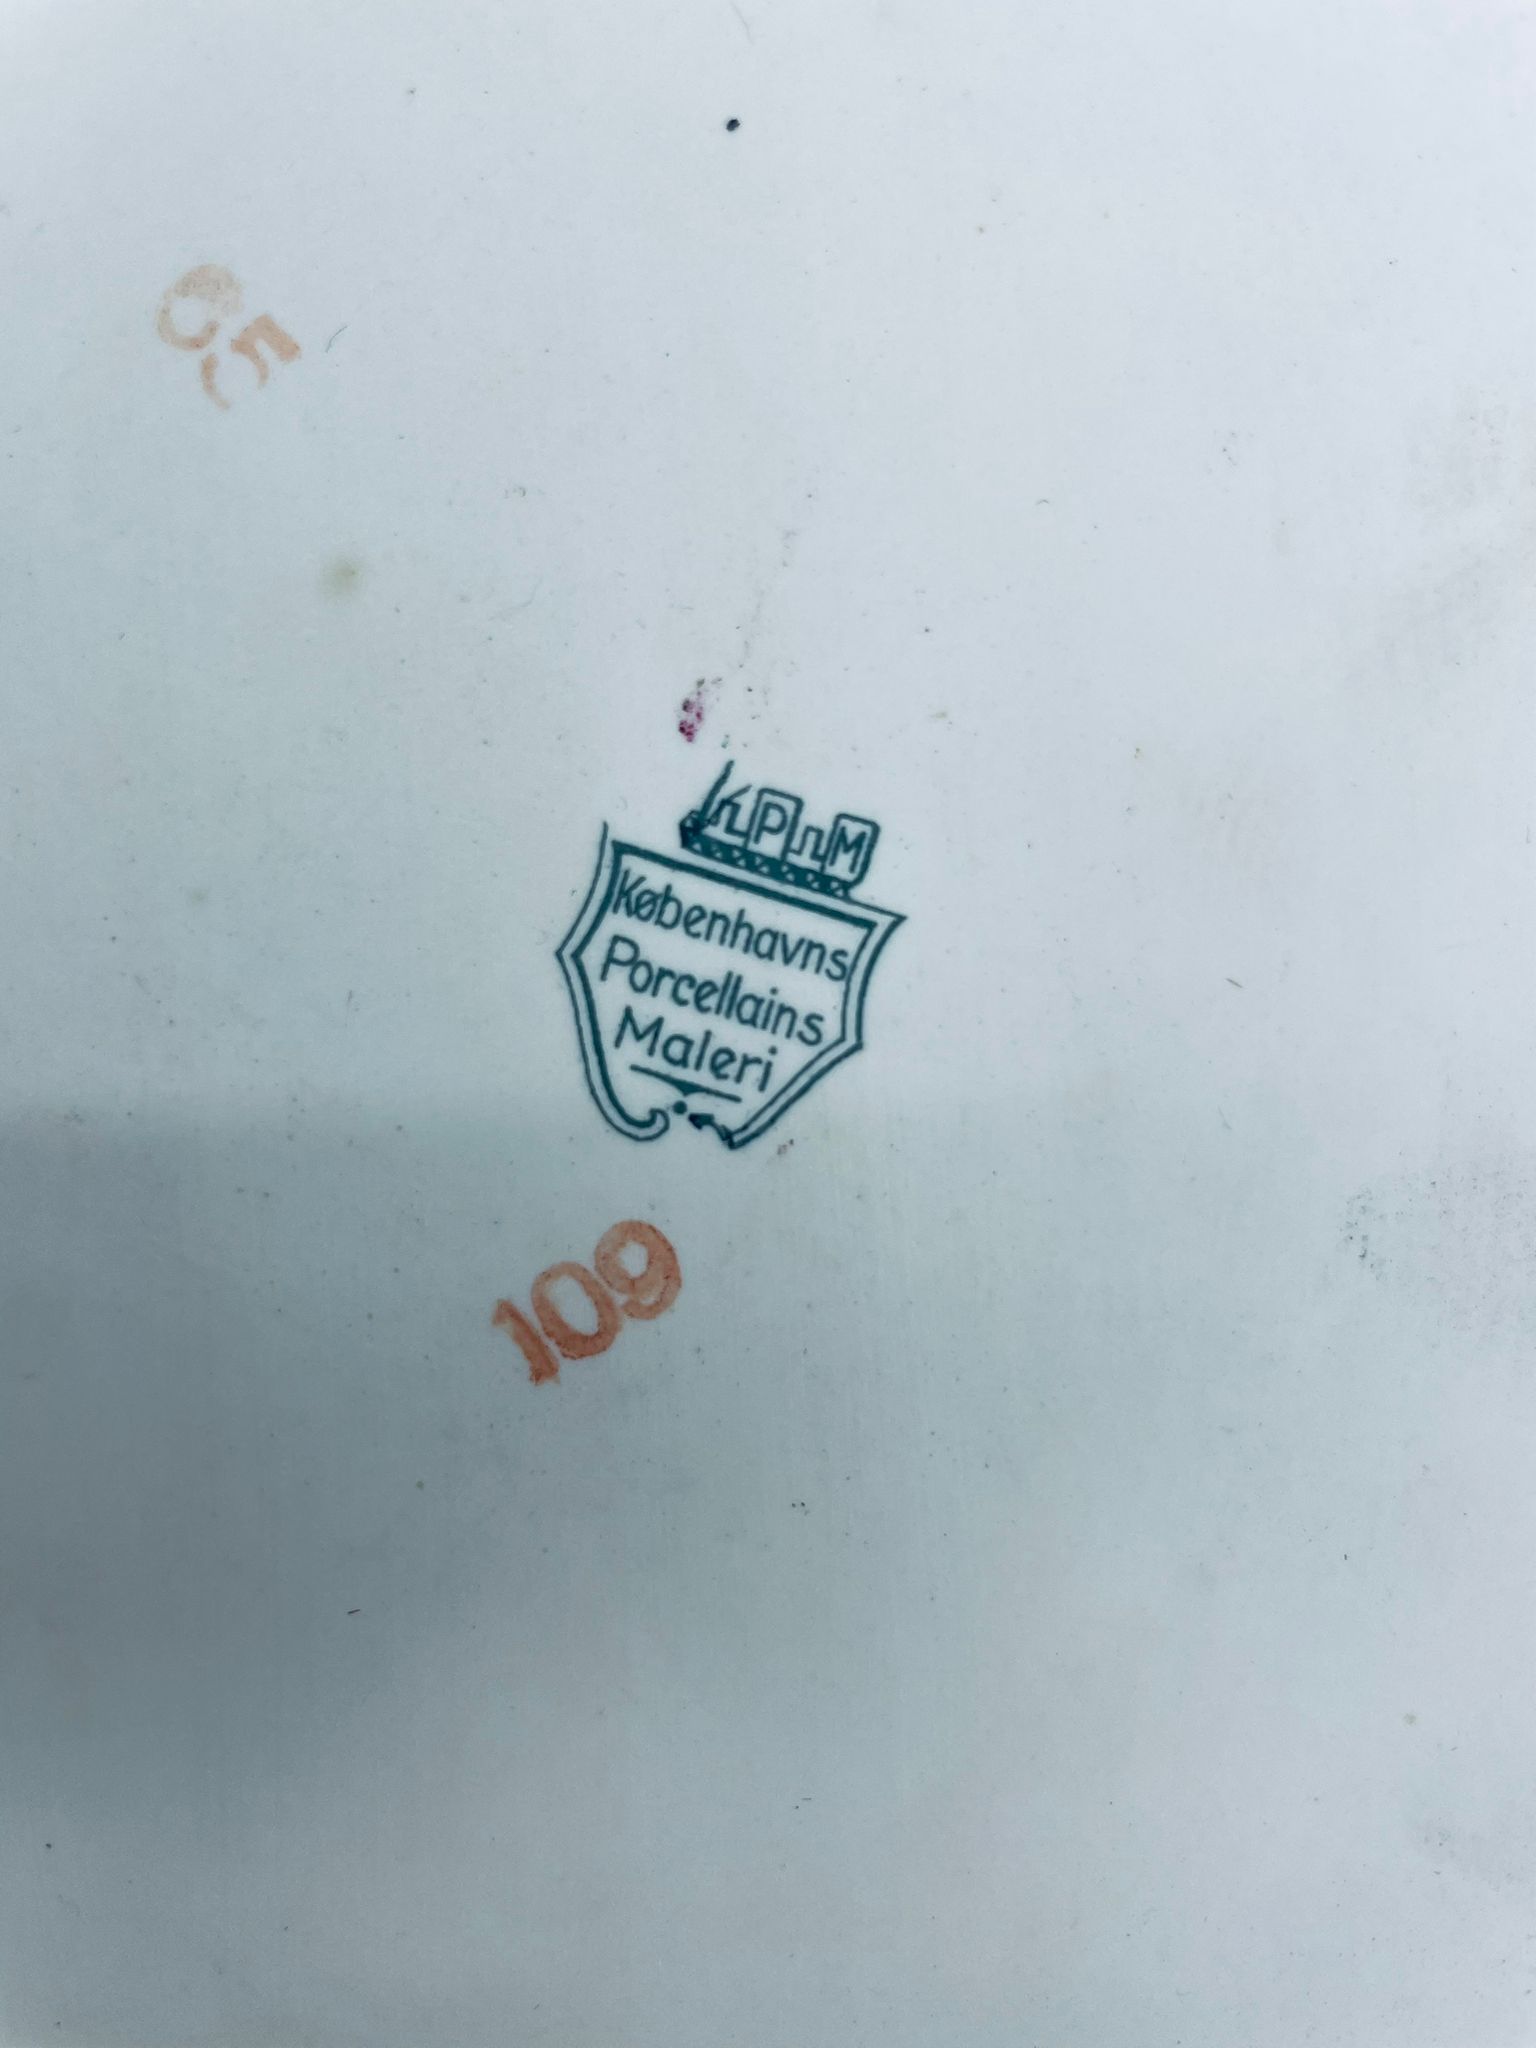 KPM
Københavns
Porcellains
Maleri
109